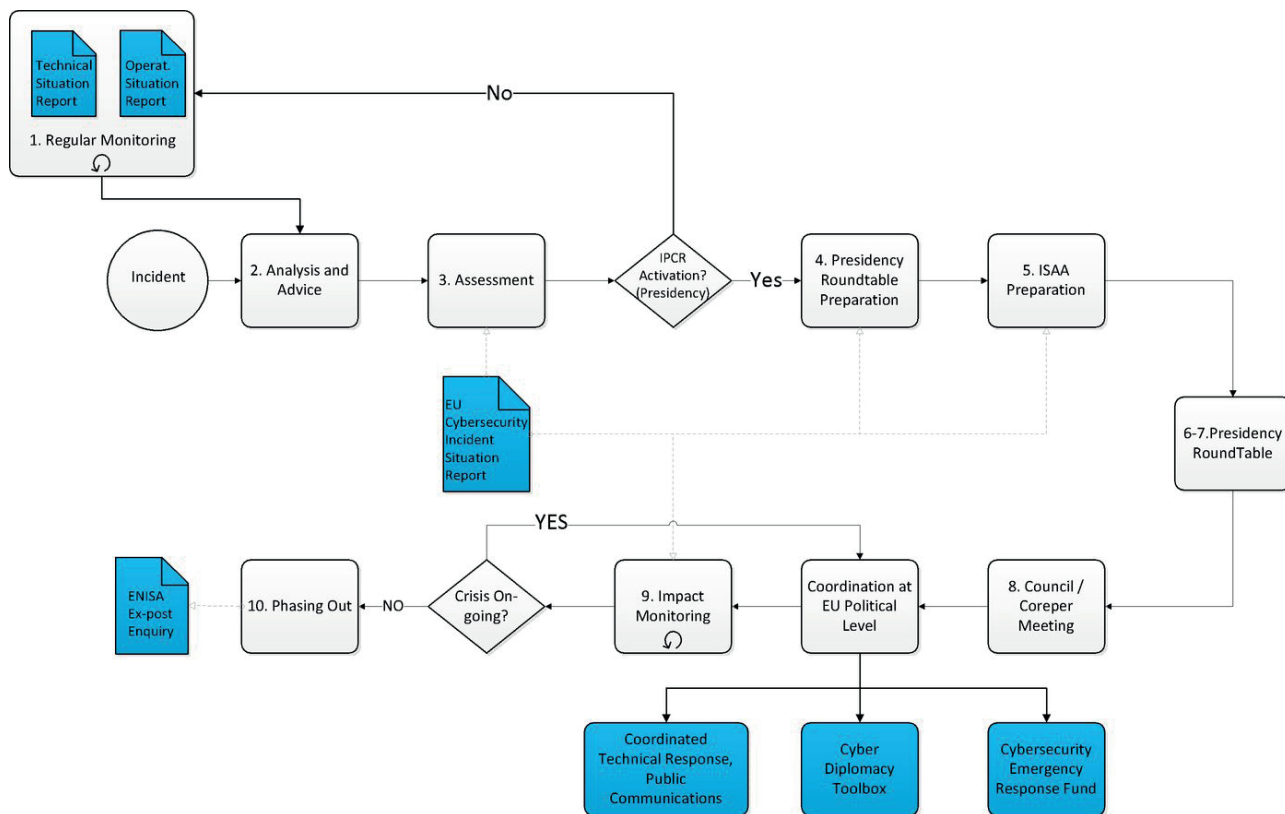 Technical
Situation
Report
Operat.
Situation
Report
1. Regular Monitoring
No
Incident
2. Analysis and
Advice
3. Assessment
IPCR
Activation?
(Presidency)
Yes
4. Presidency
Roundtable
Preparation
5. ISAA
Preparation
EU
Cybersecurity
Incident
Situation
Report
6-7.Presidency
RoundTable
YES
ENISA
Ex-post
Enquiry
10. Phasing Out
NO
Crisis On-
going?
9. Impact
Monitoring
Coordination at
EU Political
Level
8. Council /
Coreper
Meeting
Coordinated
Technical Response,
Public
Communications
Cyber
Diplomacy
Toolbox
Cybersecurity
Emergency
Response Fund